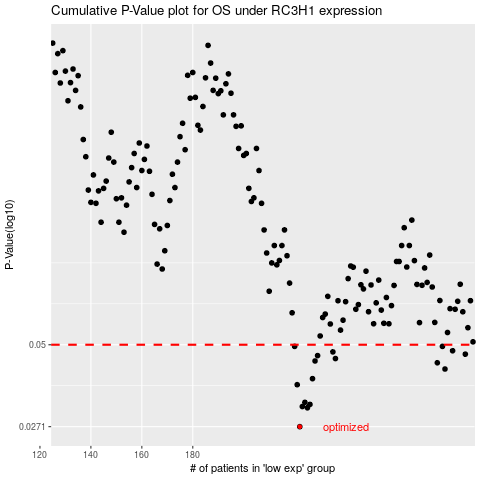 Cumulative P-Value plot for OS under RC3H1 expression
P-Value(log10)
0.05
0.0271
optimized
120 140 160 180
# of patients in 'low exp' group